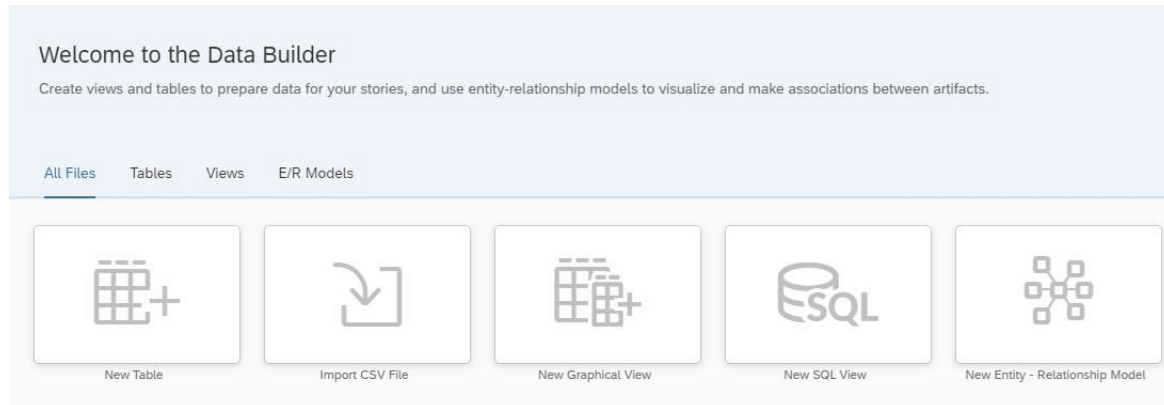 Welcome to the Data Builder
Create views and tables to prepare data for your stories, and use entity-relationship models to visualize and make associations between artifacts.
All Files Tables Views E/R Models
SQL
New Table Import CSV File New Graphical View New SQL View New Entity - Relationship Model